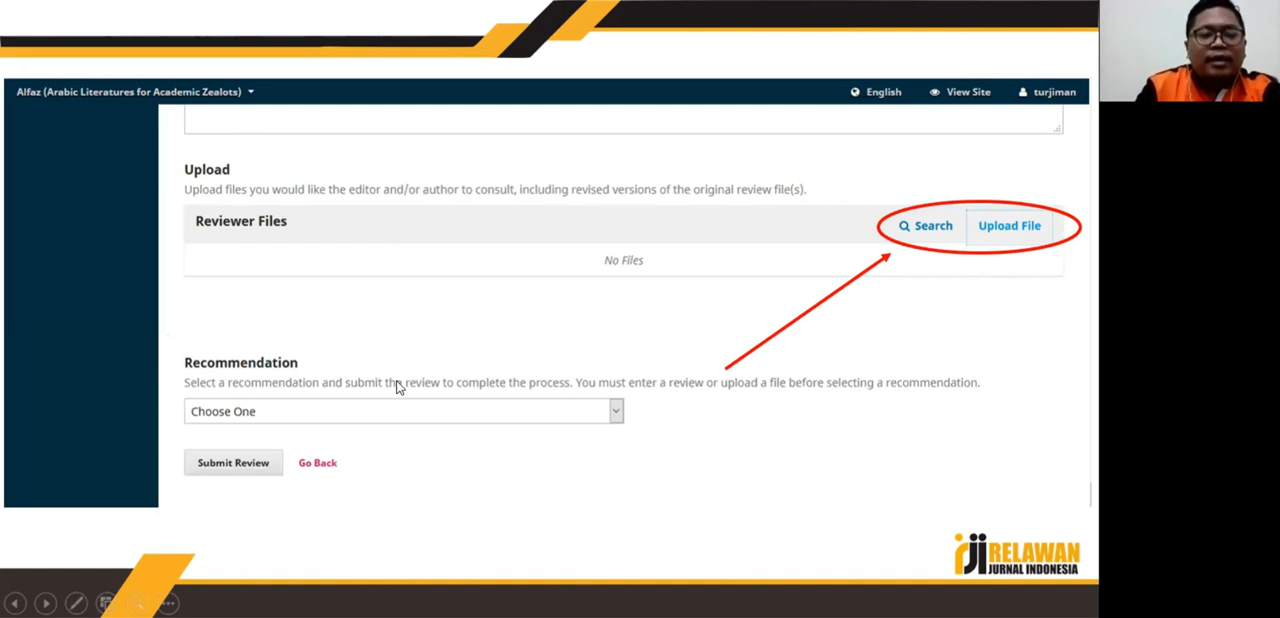 Alfaz (Arabic Literatures for Academic Zealots)
English
View Site
turjiman
Upload
Upload files you would like the editor and/or author to consult, including revised versions of the original review file(s).
Reviewer Files
Search
Upload File
No Files
Recommendation
Select a recommendation and submit the review to complete the process. You must enter a review or upload a file before selecting a recommendation.
Choose One
Submit Review
Go Back
rji RELAWAN
JURNAL INDONESIA